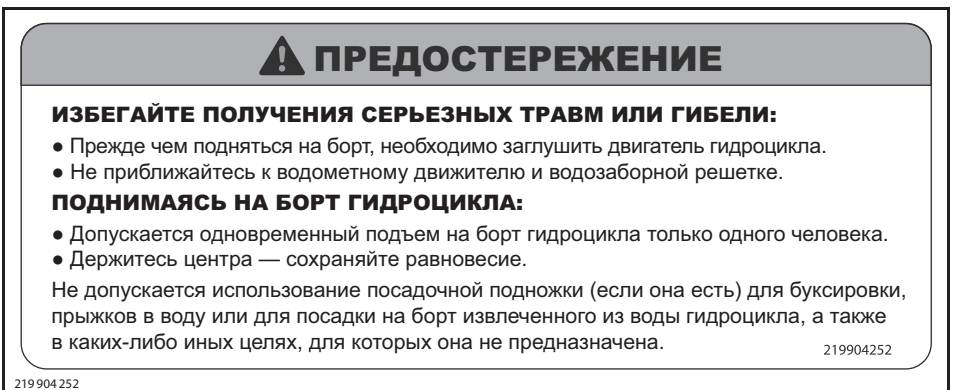 ПРЕДОСТЕРЕЖЕНИЕ
ИЗБЕГАЙТЕ ПОЛУЧЕНИЯ СЕРЬЕЗНЫХ ТРАВМ ИЛИ ГИБЕЛИ:
● Прежде чем подняться на борт, необходимо заглушить двигатель гидроцикла.
● Не приближайтесь к водометному движителю и водозаборной решетке.
ПОДНИМАЯСЬ НА БОРТ ГИДРОЦИКЛА:
● Допускается одновременный подъем на борт гидроцикла только одного человека.
● Держитесь центра — сохраняйте равновесие.
Не допускается использование посадочной подножки (если она есть) для буксировки,
прыжков в воду или для посадки на борт извлеченного из воды гидроцикла, а также
в каких-либо иных целях, для которых она не предназначена.
219904252
219 904 252